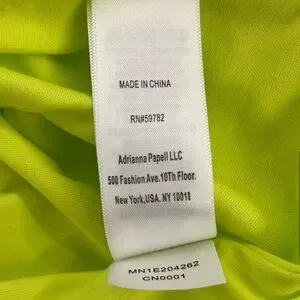 MADE IN CHINA
RN#59782
Adrianna Papell LLC
500 Fashion Ave.10Th Floor.
New York,USA. NY 10018
MN1E204262
CN0001